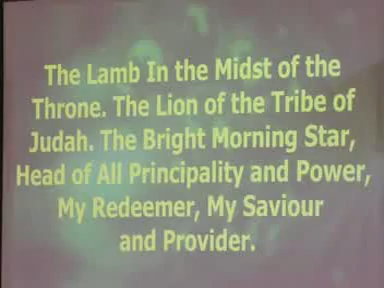 The Lamb In the Midst of the
Throne. The Lion of the Tribe of
Judah. The Bright Morning Star,
Head of All Principality and Power,
My Redeemer, My Saviour
and Provider.